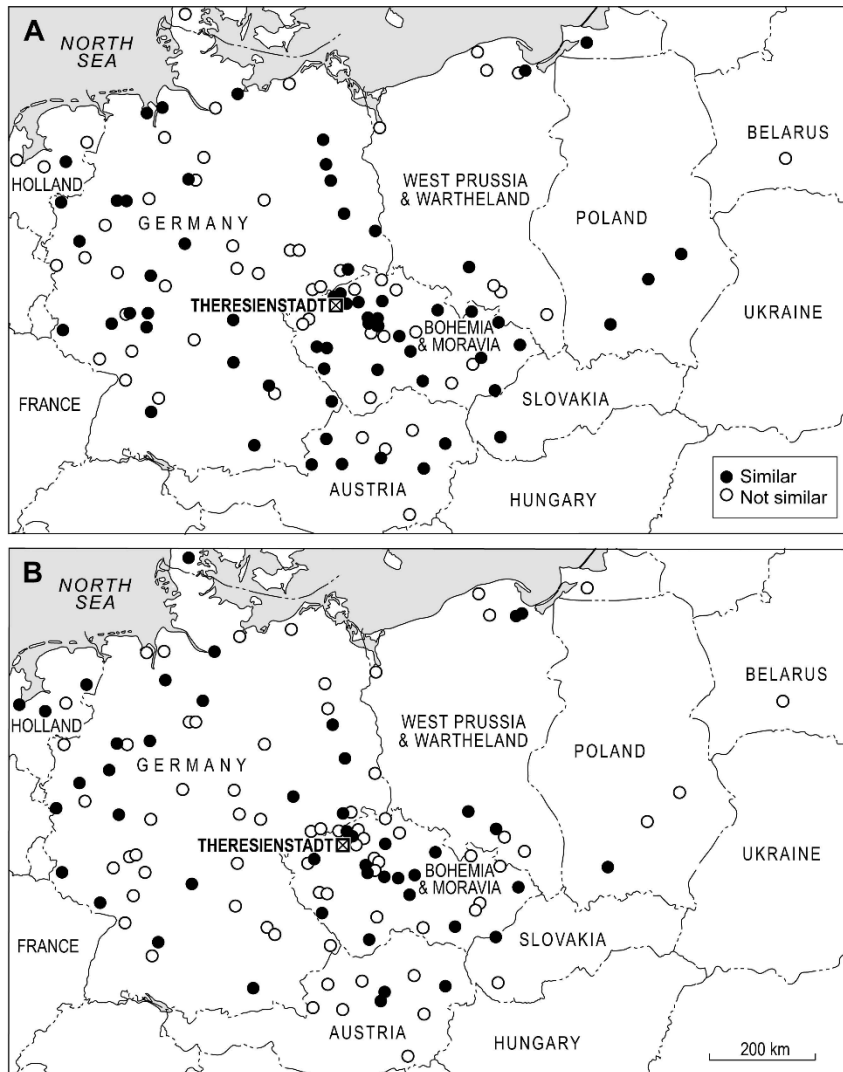 A
NORTH
SEA
BELARUS
HOLLAND
WEST PRUSSIA
& WARTHELAND
GERMANY
POLAND
THERESIENSTADT
UKRAINE
BOHEMIA
& MORAVIA
FRANCE
SLOVAKIA
AUSTRIA
HUNGARY
Similar
Not similar
B
NORTH
SEA
BELARUS
HOLLAND
WEST PRUSSIA
& WARTHELAND
GERMANY
POLAND
THERESIENSTADT
UKRAINE
BOHEMIA
& MORAVIA
FRANCE
SLOVAKIA
AUSTRIA
HUNGARY
200 km